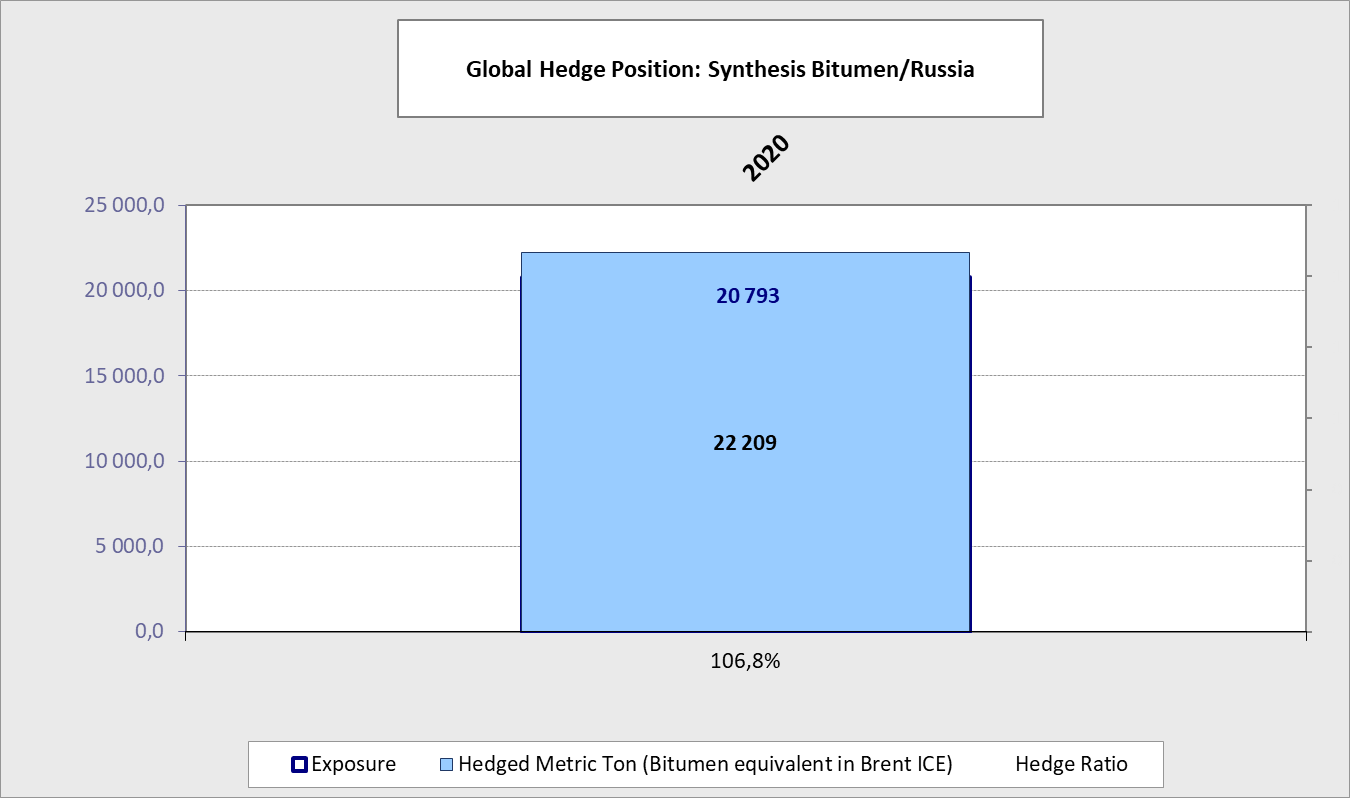 Global Hedge Position: Synthesis Bitumen/Russia
2020
25 000,0
20 000,0
15 000,0
10 000,0
5 000,0
0,0
20 793
22 209
106,8%
Exposure
Hedged Metric Ton (Bitumen equivalent in Brent ICE)
Hedge Ratio